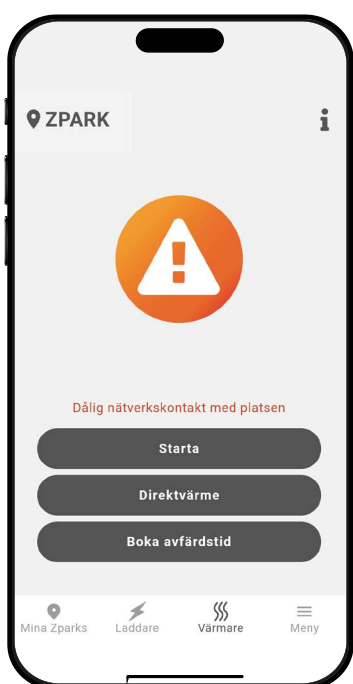 ZPARK
Dålig nätverkskontakt med platsen
Starta
Direktvärme
Boka avfärdstid
Mina Zparks Laddare Värmare Meny